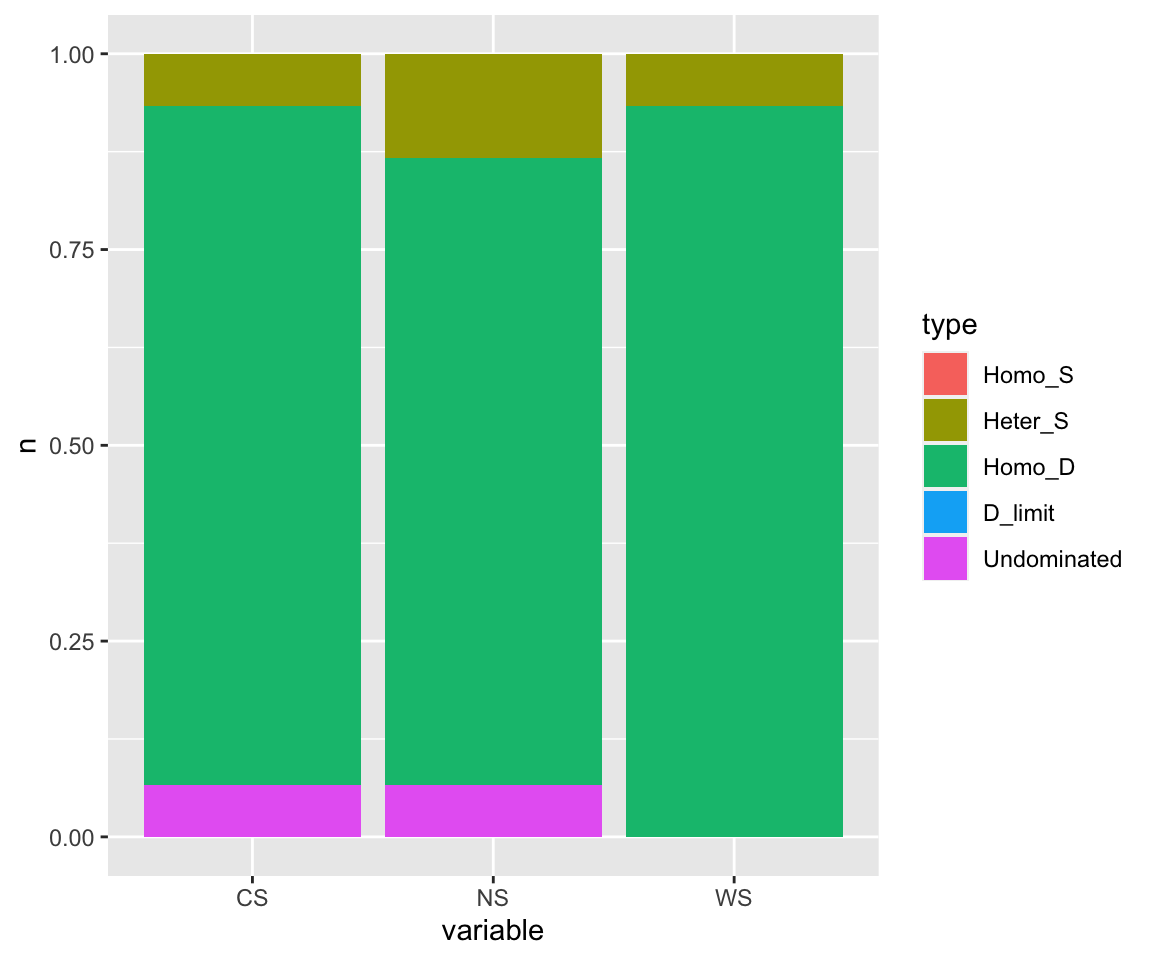 1.00
0.75
0.50
0.25
0.00
n
CS NS WS
variable
type
Homo_S
Heter_S
Homo_D
D_limit
Undominated